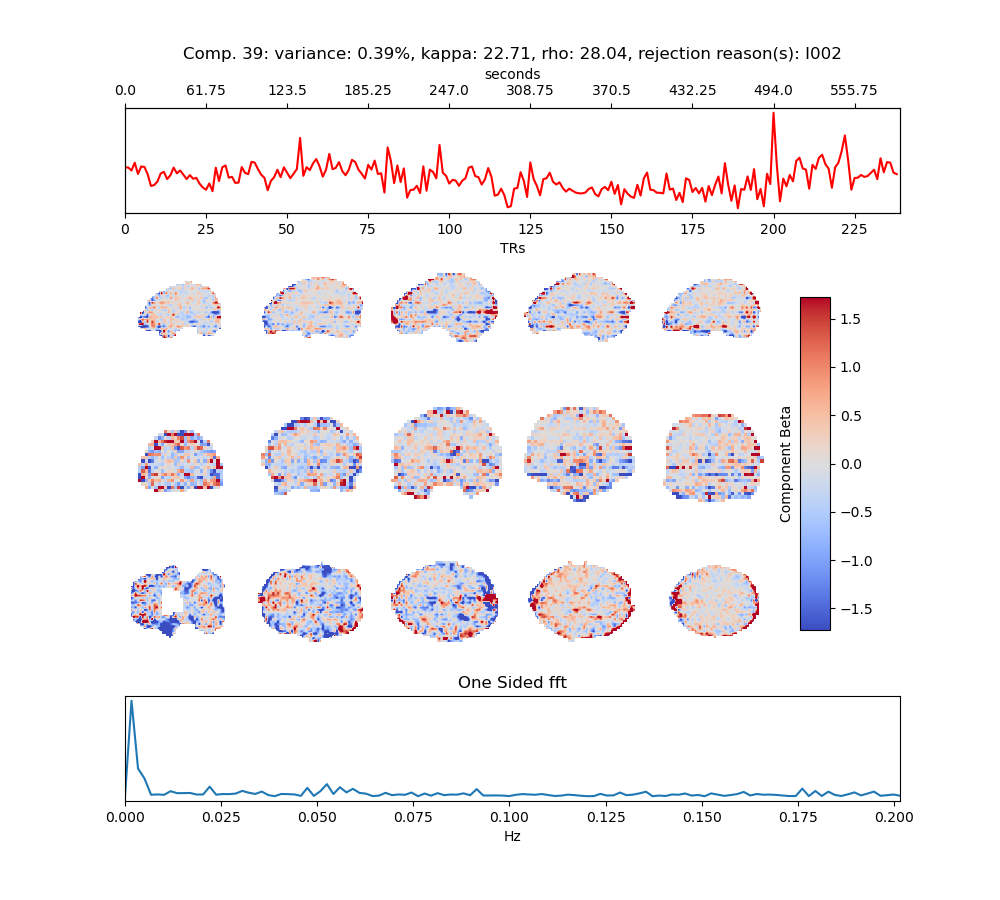 Comp. 39: variance: 0.39%, kappa: 22.71, rho: 28.04, rejection reason(s): I002
seconds
0.0 61.75 123.5 185.25 247.0 308.75 370.5 432.25 494.0 555.75
0 25 50 75 100 125 150 175 200 225
TRs
Component Beta
1.5
1.0
0.5
0.0
−0.5
−1.0
−1.5
One Sided fft
0.000 0.025 0.050 0.075 0.100 0.125 0.150 0.175 0.200
Hz